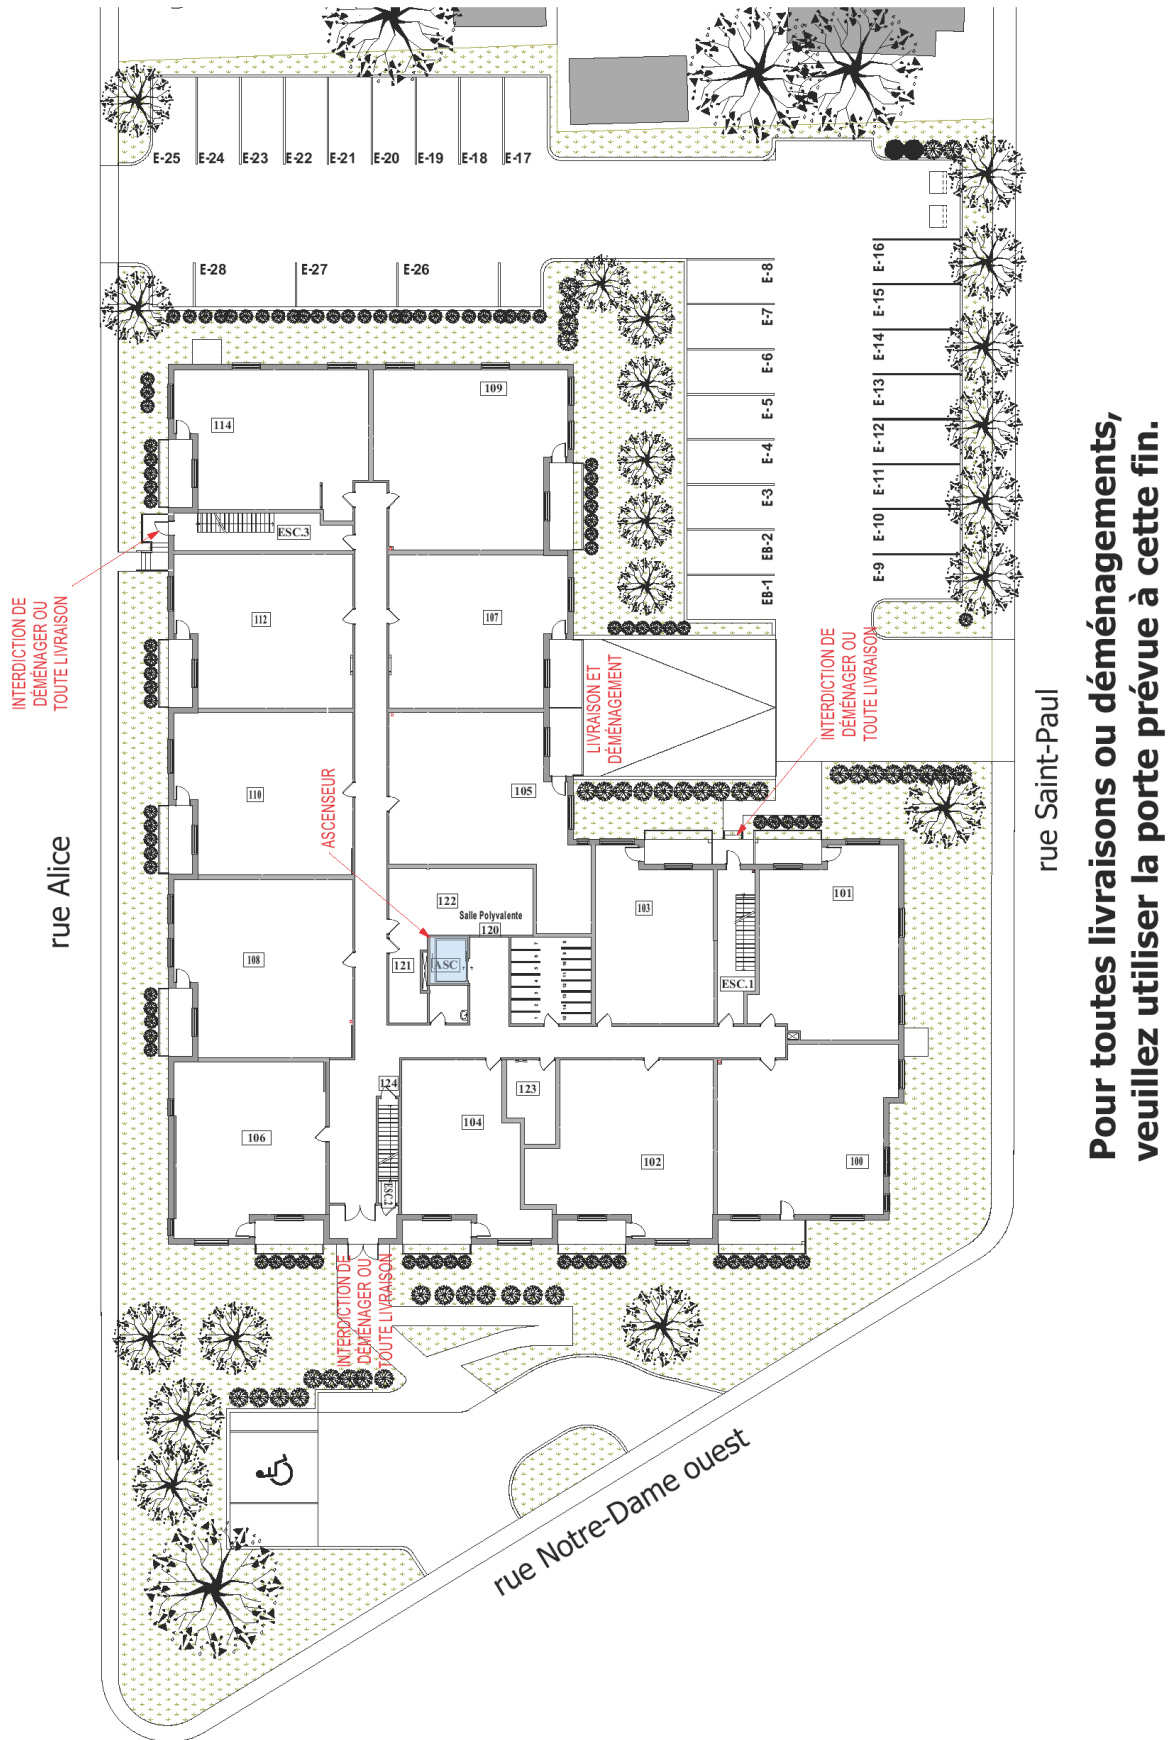 E-25
E-24
E-23
E-22
E-21
E-20
E-19
E-18
E-17
E-28
E-27
E-26
E-8
E-7
E-6
E-5
E-4
E-3
EB-2
EB-1
E-16
E-15
E-14
E-13
E-12
E-11
E-10
E-9
114
109
ESC.3
INTERDICTION DE
DÉMÉNAGER OU
TOUTE LIVRAISON
112
107
LIVRAISON ET
DÉMÉNAGEMENT
INTERDICTION DE
DÉMÉNAGER OU
TOUTE LIVRAISON
110
105
ASCENSEUR
rue Alice
rue Saint-Paul
122
Salle Polyvalente
120
121
ASC
103
101
ESC.1
108
106
124
ESC.2
104
123
102
100
INTERDICTION DE
DÉMÉNAGER OU
TOUTE LIVRAISON
rue Notre-Dame ouest
Pour toutes livraisons ou déménagements,
veuillez utiliser la porte prévue à cette fin.